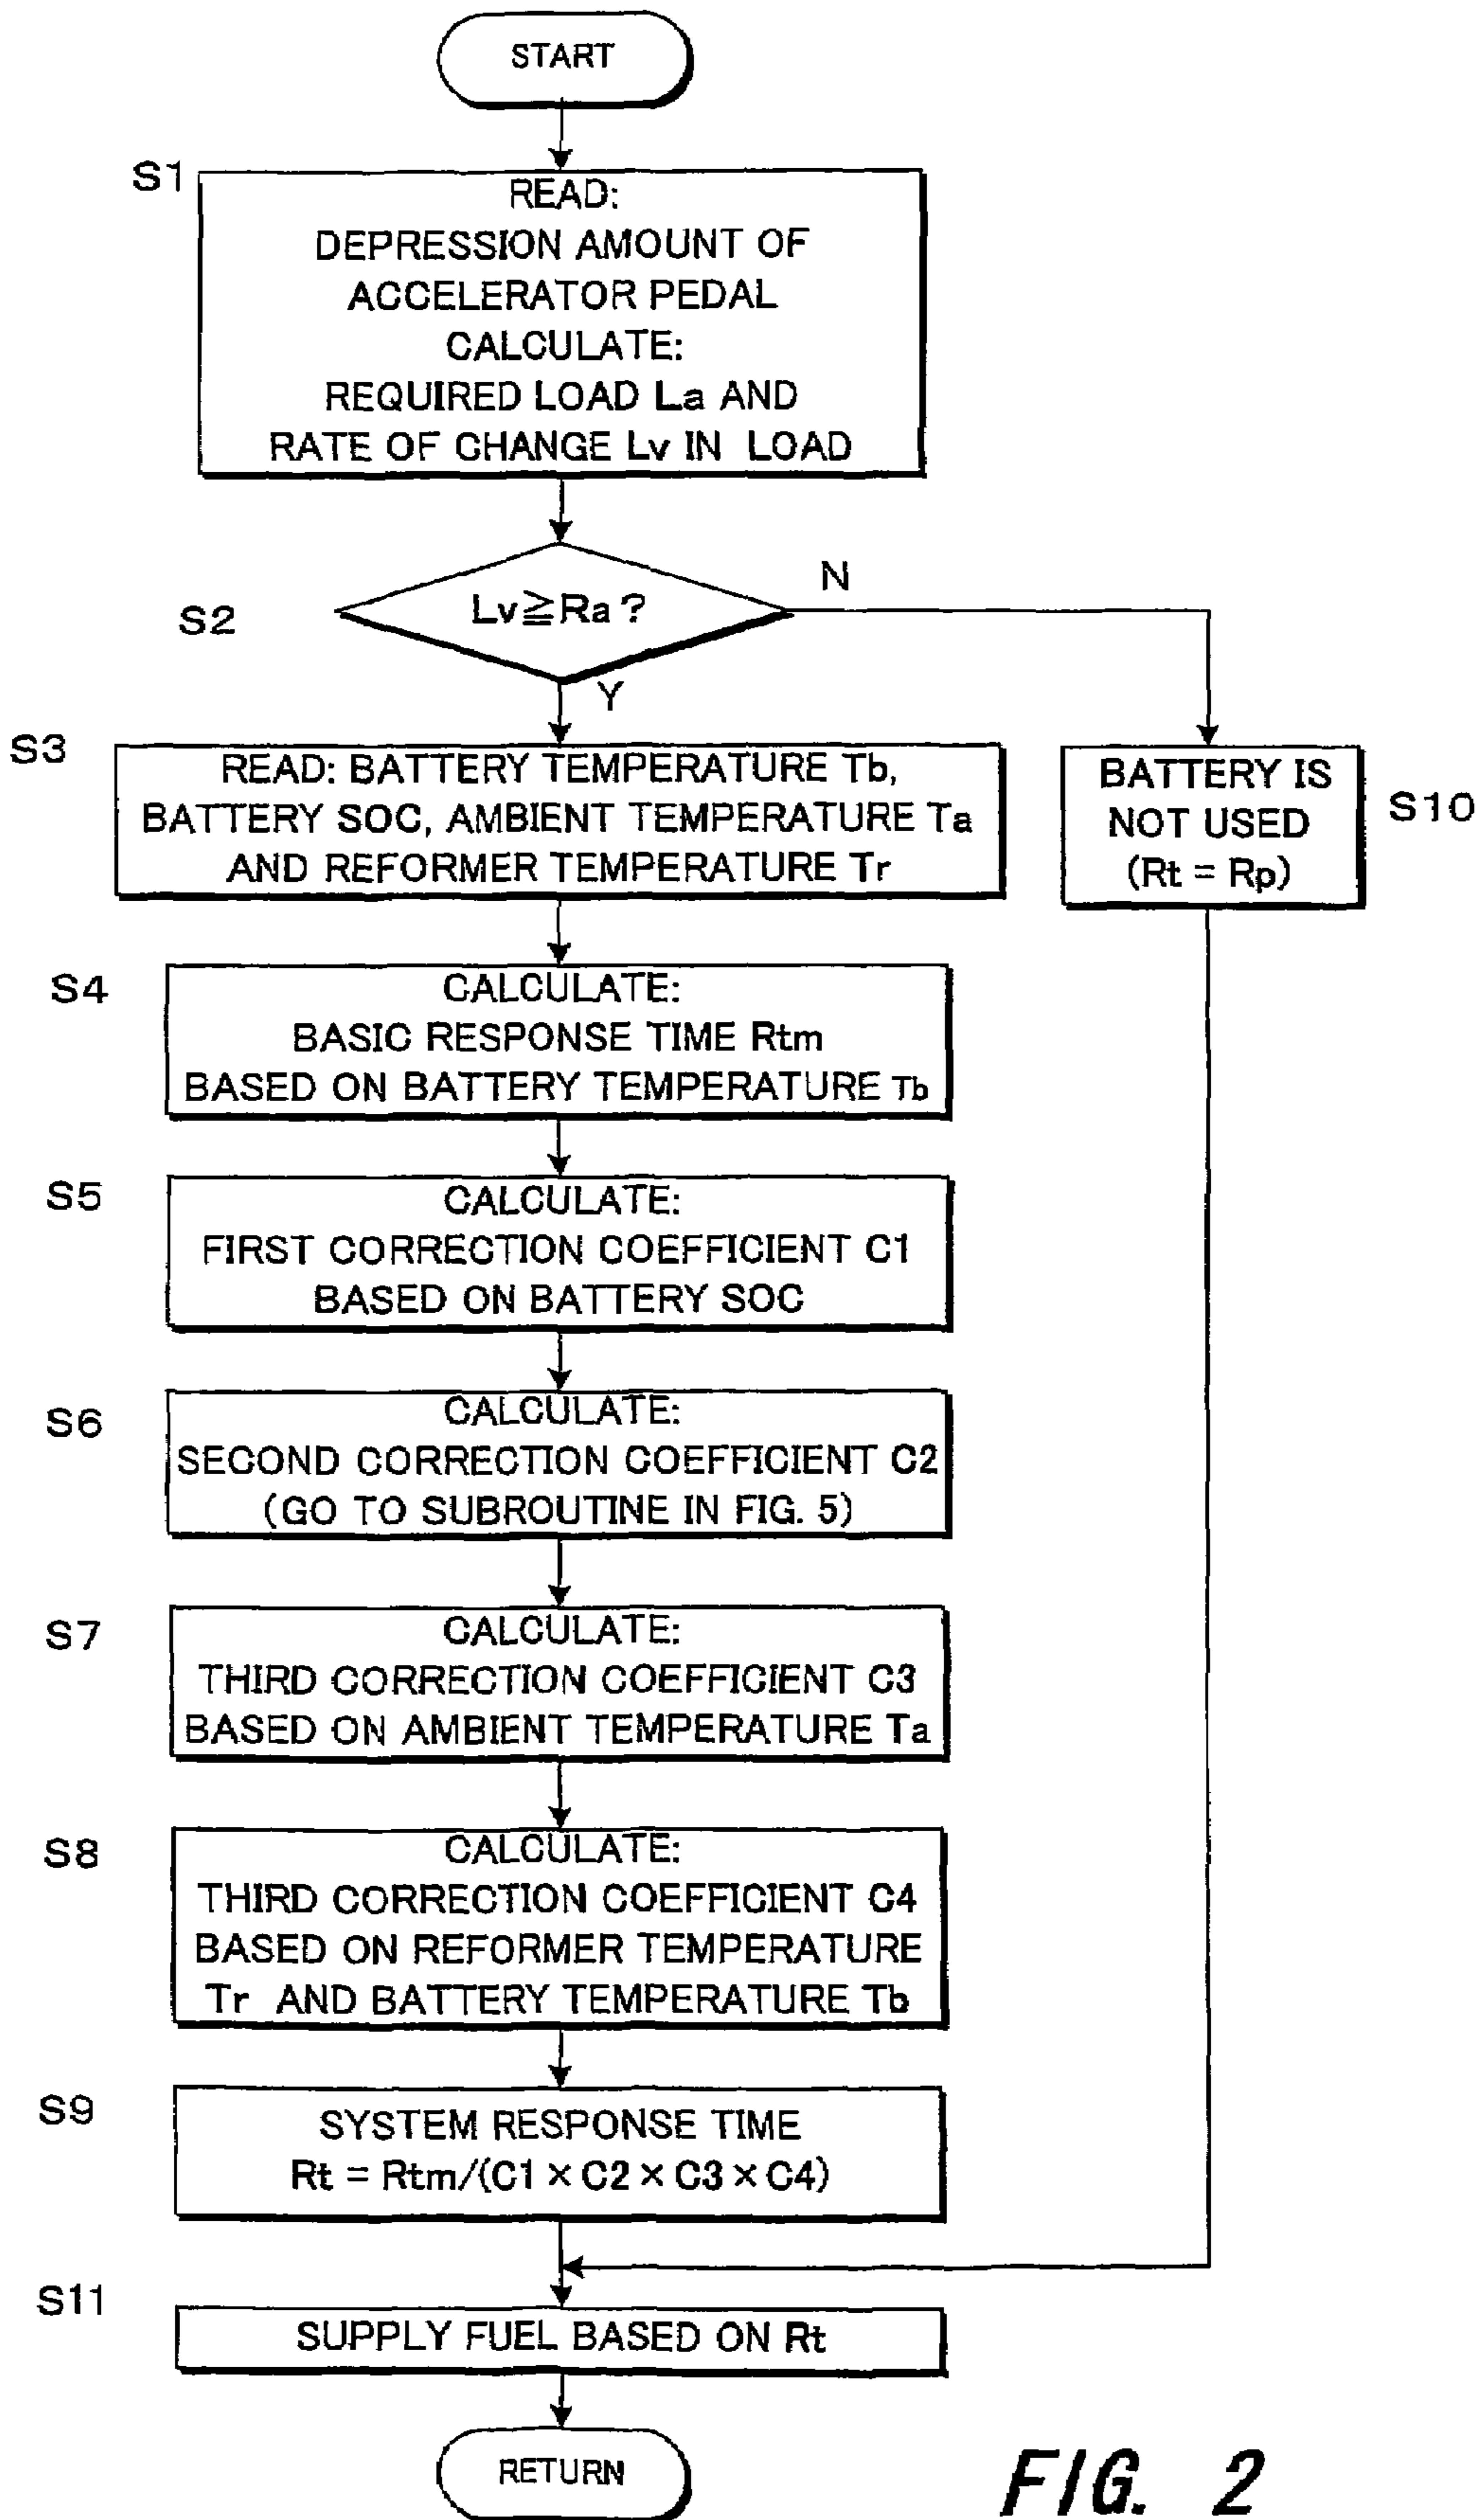 START
S1
READ:
DEPRESSION AMOUNT OF
ACCELERATOR PEDAL
CALCULATE:
REQUIRED LOAD La AND
RATE OF CHANGE Lv IN LOAD
S2
Lv≧Ra?
N
Y
S3
READ: BATTERY TEMPERATURE Tb,
BATTERY SOC, AMBIENT TEMPERATURE Ta
AND REFORMER TEMPERATURE Tr
BATTERY IS
NOT USED
(Rt = Rp)
S10
S4
CALCULATE:
BASIC RESPONSE TIME Rtm
BASED ON BATTERY TEMPERATURE Tb
S5
CALCULATE:
FIRST CORRECTION COEFFICIENT C1
BASED ON BATTERY SOC
S6
CALCULATE:
SECOND CORRECTION COEFFICIENT C2
(GO TO SUBROUTINE IN FIG. 5)
S7
CALCULATE:
THIRD CORRECTION COEFFICIENT C3
BASED ON AMBIENT TEMPERATURE Ta
S8
CALCULATE:
THIRD CORRECTION COEFFICIENT C4
BASED ON REFORMER TEMPERATURE
Tr AND BATTERY TEMPERATURE Tb
S9
SYSTEM RESPONSE TIME
Rt = Rtm/(C1 × C2 × C3 × C4)
S11
SUPPLY FUEL BASED ON Rt
RETURN
FIG. 2